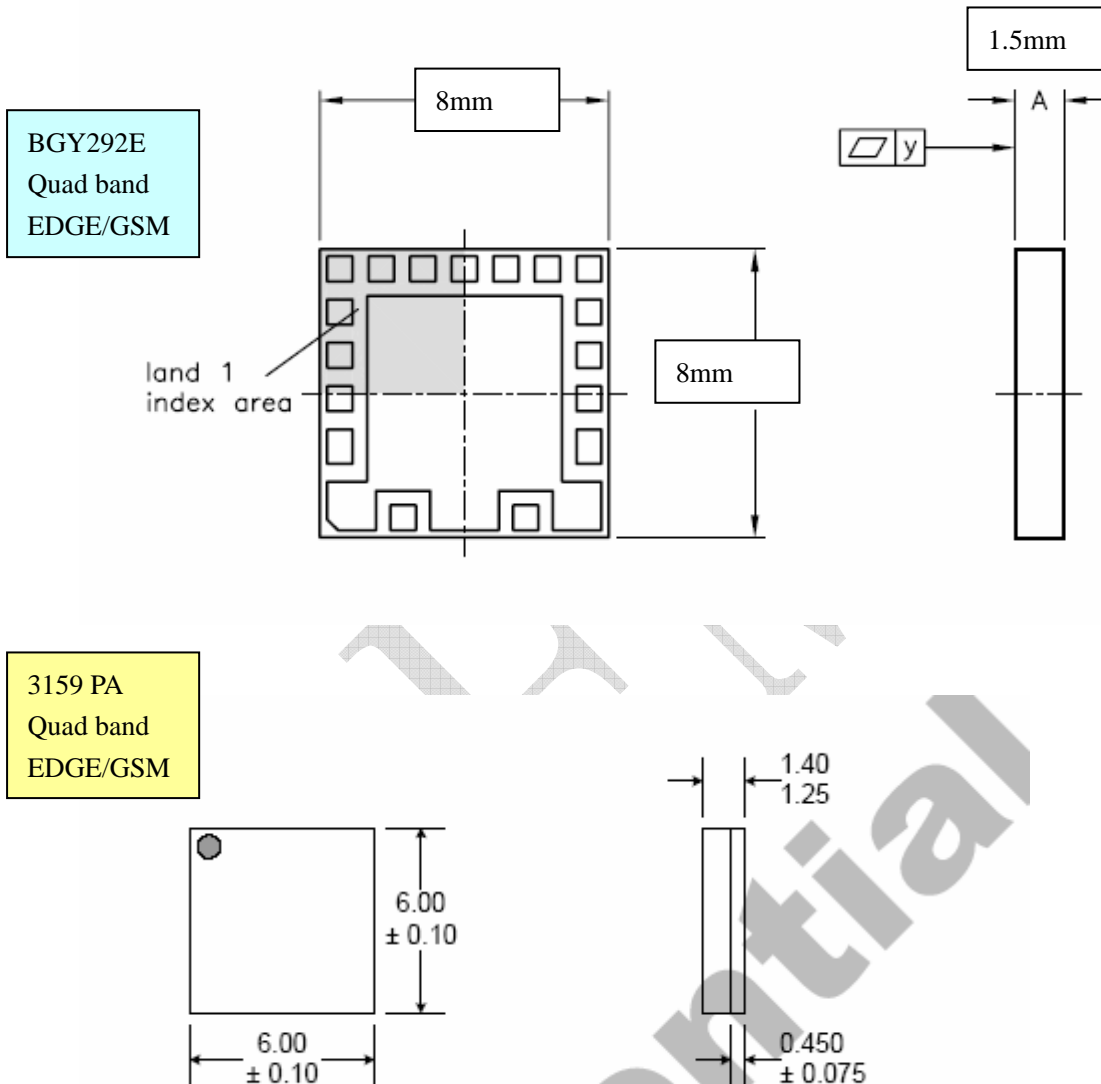 1.5mm
8mm
A
y
BGY292E
Quad band
EDGE/GSM
8mm
land 1
index area
3159 PA
Quad band
EDGE/GSM
1.40
1.25
6.00
± 0.10
6.00
± 0.10
0.450
± 0.075